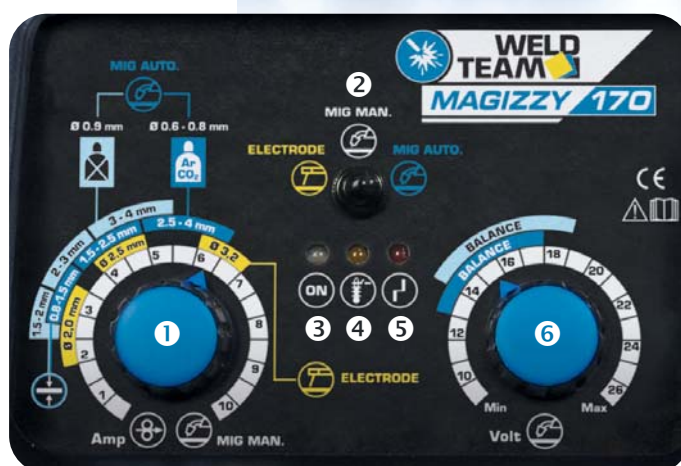 WELD
TEAM
MAGIZZY 170
MIG AUTO.
Ø 0.9 mm
Ø 0.6 - 0.8 mm
Ar
CO₂
2
MIG MAN.
ELECTRODE
MIG AUTO.
CE
1.5 - 2 mm
2 - 3 mm
3 - 4 mm
0.8 - 1.5 mm
1.5 - 2.5 mm
2.5 - 4 mm
Ø 2,0 mm
Ø 2.5 mm
Ø 3,2
1
2
3
4
5
6
7
8
9
10
1
Amp
MIG MAN.
ON
3
4
5
ELECTRODE
BALANCE
BALANCE
10
12
14
16
18
20
22
24
26
6
Min
Max
Volt